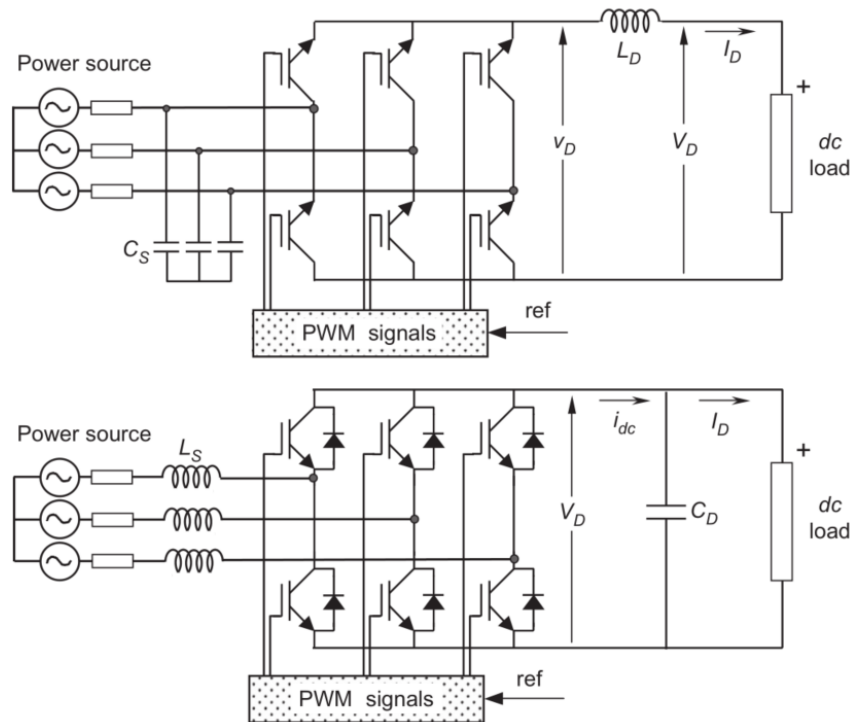 Power source
L_D
I_D
+
v_D
V_D
dc
load
C_S
ref
PWM signals
Power source
L_S
i_dc
I_D
+
V_D
C_D
dc
load
ref
PWM signals